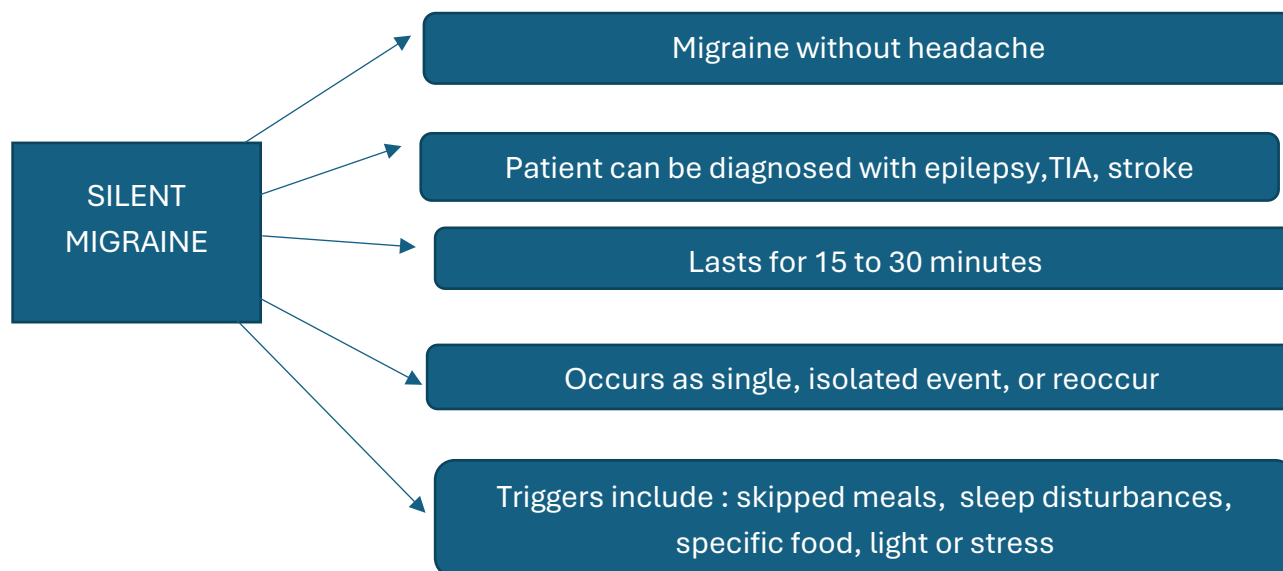 SILENT
MIGRAINE
Migraine without headache
Patient can be diagnosed with epilepsy,TIA, stroke
Lasts for 15 to 30 minutes
Occurs as single, isolated event, or reoccur
Triggers include : skipped meals,  sleep disturbances,
specific food, light or stress